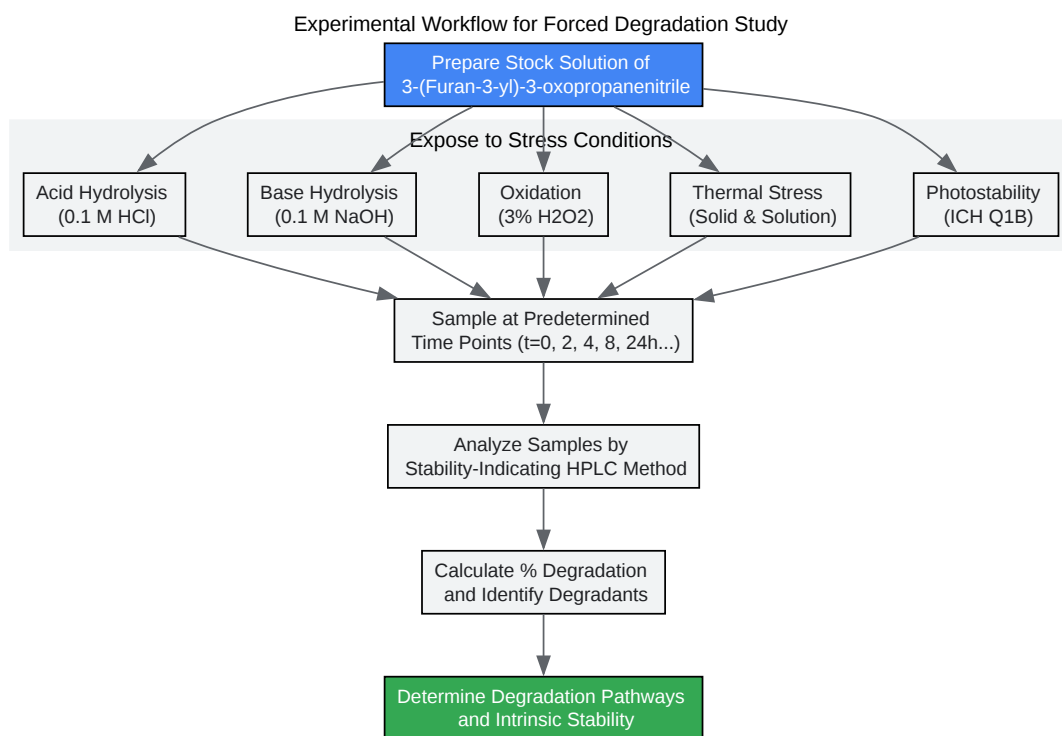 Experimental Workflow for Forced Degradation Study
Prepare Stock Solution of
3-(Furan-3-yl)-3-oxopropanenitrile
Expose to Stress Conditions
Acid Hydrolysis
(0.1 M HCl)
Base Hydrolysis
(0.1 M NaOH)
Oxidation
(3% H2O2)
Thermal Stress
(Solid & Solution)
Photostability
(ICH Q1B)
Sample at Predetermined
Time Points (t=0, 2, 4, 8, 24h...)
Analyze Samples by
Stability-Indicating HPLC Method
Calculate % Degradation
and Identify Degradants
Determine Degradation Pathways
and Intrinsic Stability